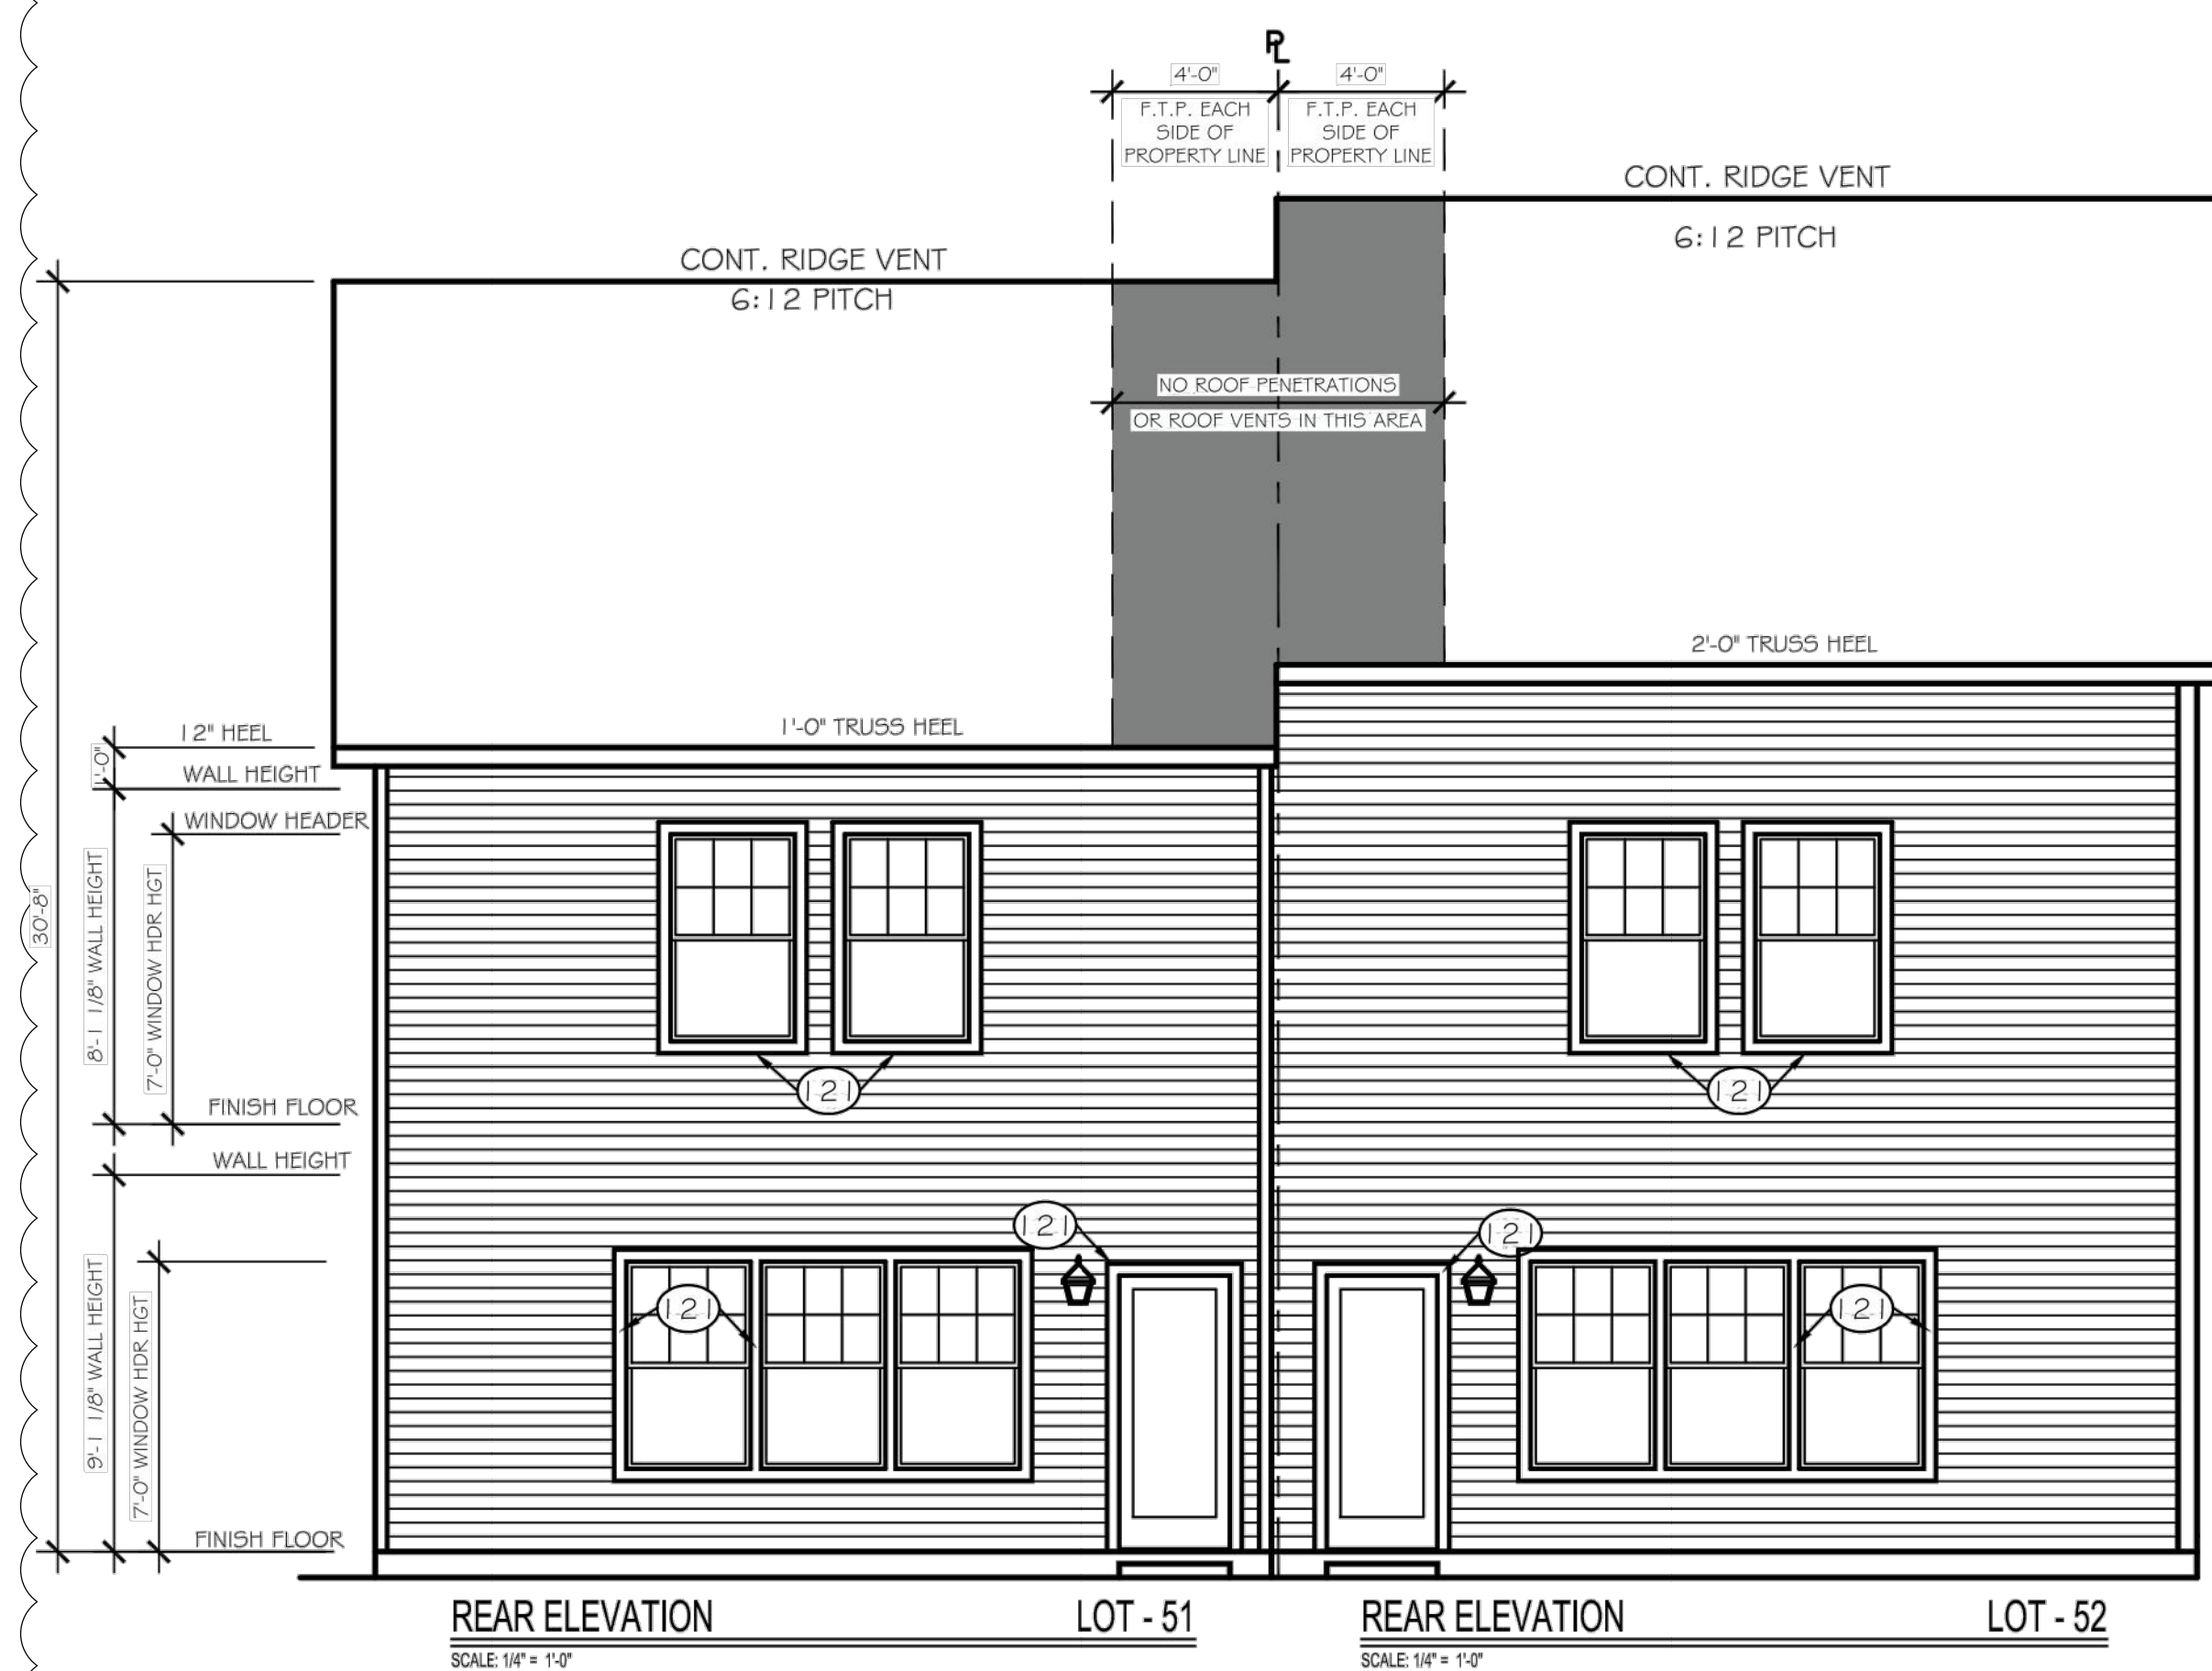 PL
4'-0"
4'-0"
F.T.P. EACH
SIDE OF
PROPERTY LINE
F.T.P. EACH
SIDE OF
PROPERTY LINE
CONT. RIDGE VENT
6:12 PITCH
CONT. RIDGE VENT
6:12 PITCH
NO ROOF PENETRATIONS
OR ROOF VENTS IN THIS AREA
2'-0" TRUSS HEEL
1'-0" TRUSS HEEL
12" HEEL
1'-0"
WALL HEIGHT
WINDOW HEADER
30'-8"
8'-1 1/8" WALL HEIGHT
7'-0" WINDOW HDR HGT
121
121
FINISH FLOOR
WALL HEIGHT
121
121
9'-1 1/8" WALL HEIGHT
7'-0" WINDOW HDR HGT
121
121
FINISH FLOOR
REAR ELEVATION
LOT - 51
SCALE: 1/4" = 1'-0"
REAR ELEVATION
LOT - 52
SCALE: 1/4" = 1'-0"